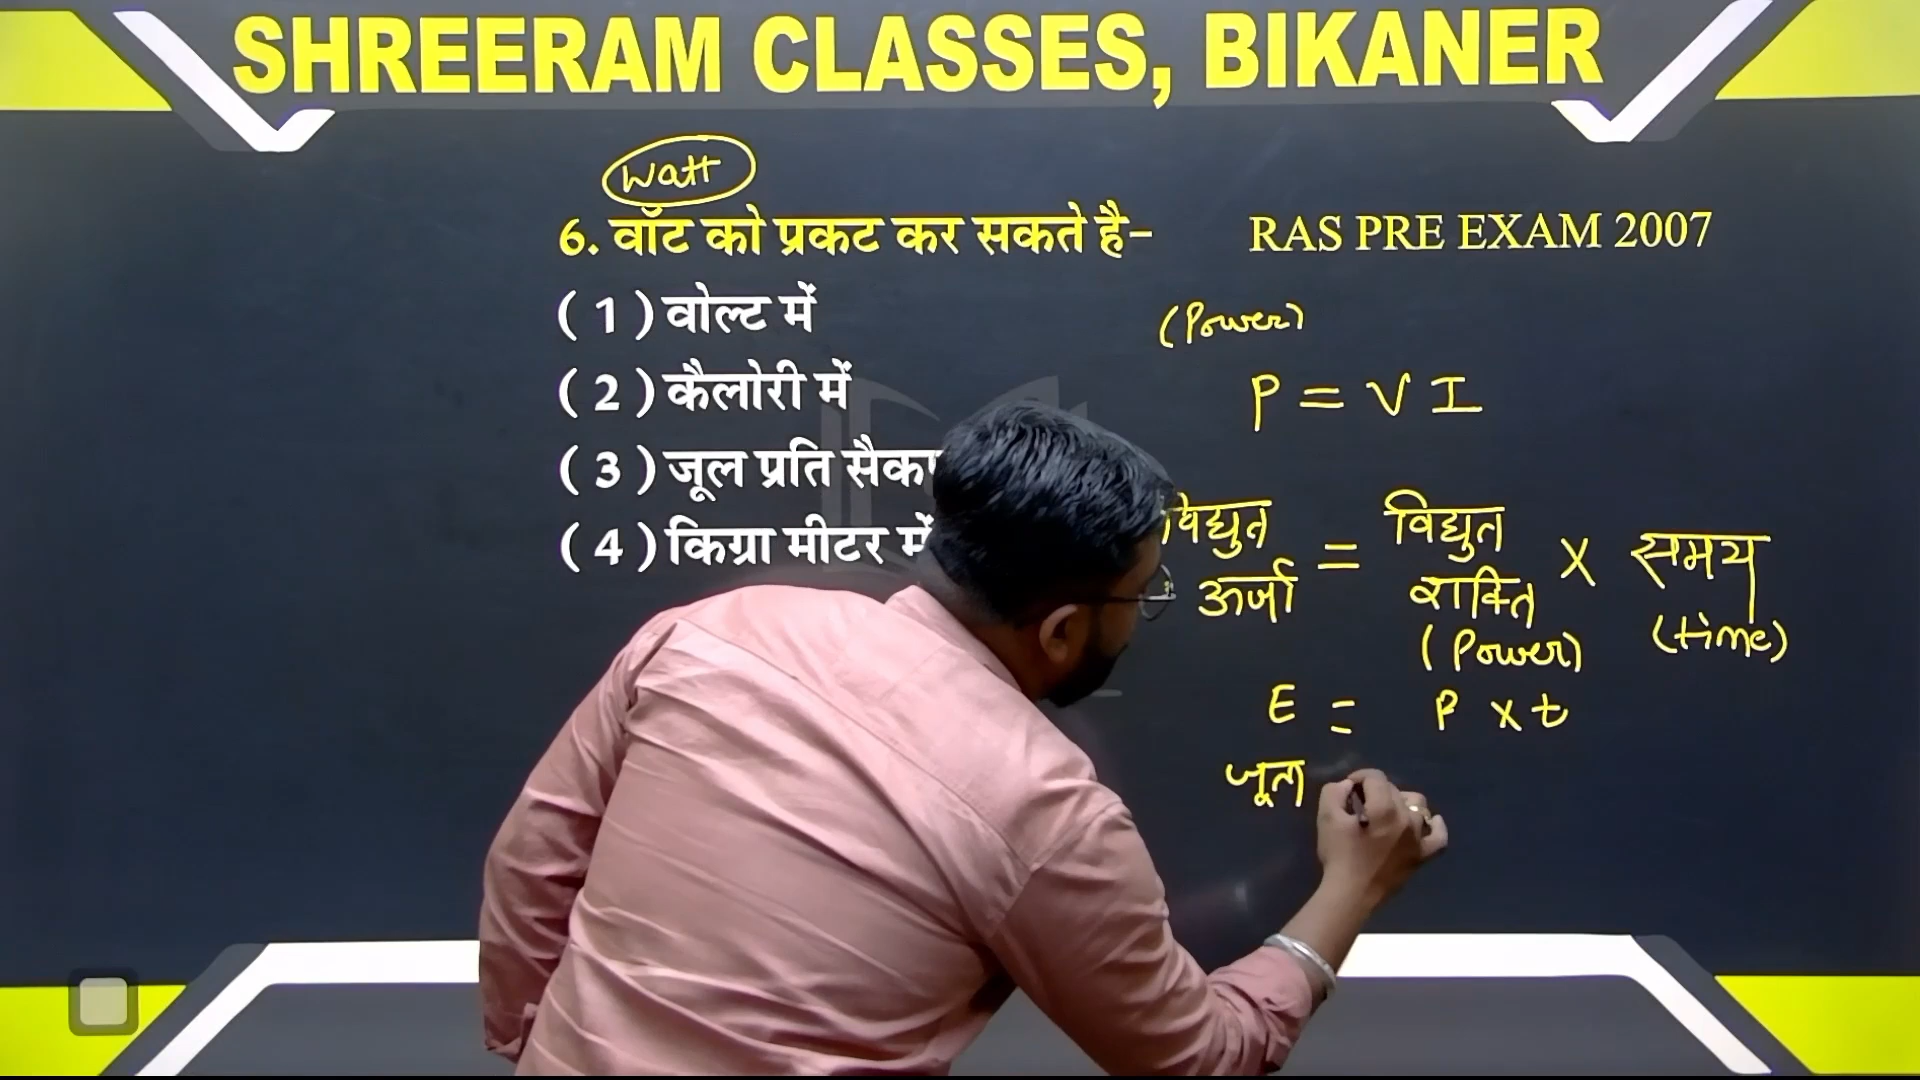 SHREERAM CLASSES, BIKANER
Watt
6. वॉट को प्रकट कर सकते है- RAS PRE EXAM 2007
( 1 ) वोल्ट में
( 2 ) कैलोरी में
( 3 ) जूल प्रति
( 4 ) किग्रा मीटर में
(Power)
P = V I
विद्युत ऊर्जा = विद्युत शक्ति (Power) × समय (time)
E = P × t
जूल